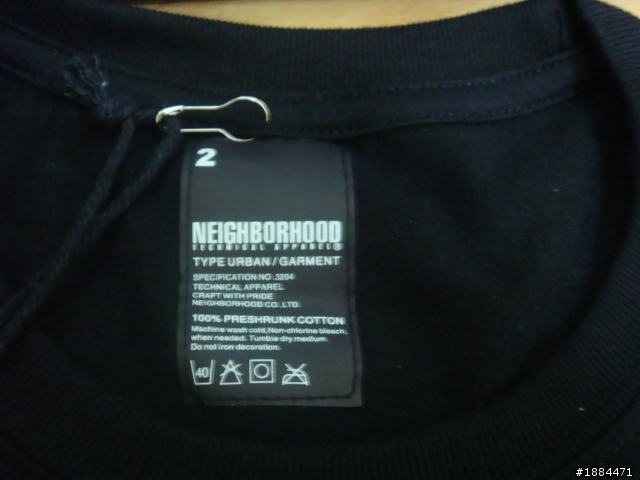 2
NEIGHBORHOOD
TECHNICAL APPAREL®
TYPE URBAN / GARMENT
SPECIFICATION NO.3204
TECHNICAL APPAREL
CRAFT WITH PRIDE
NEIGHBORHOOD CO.,LTD.
100% PRESHRUNK COTTON
Machine wash cold,Non-chlorine bleach,
when needed. Tumble dry medium.
Do not iron decoration.
40
#1884471